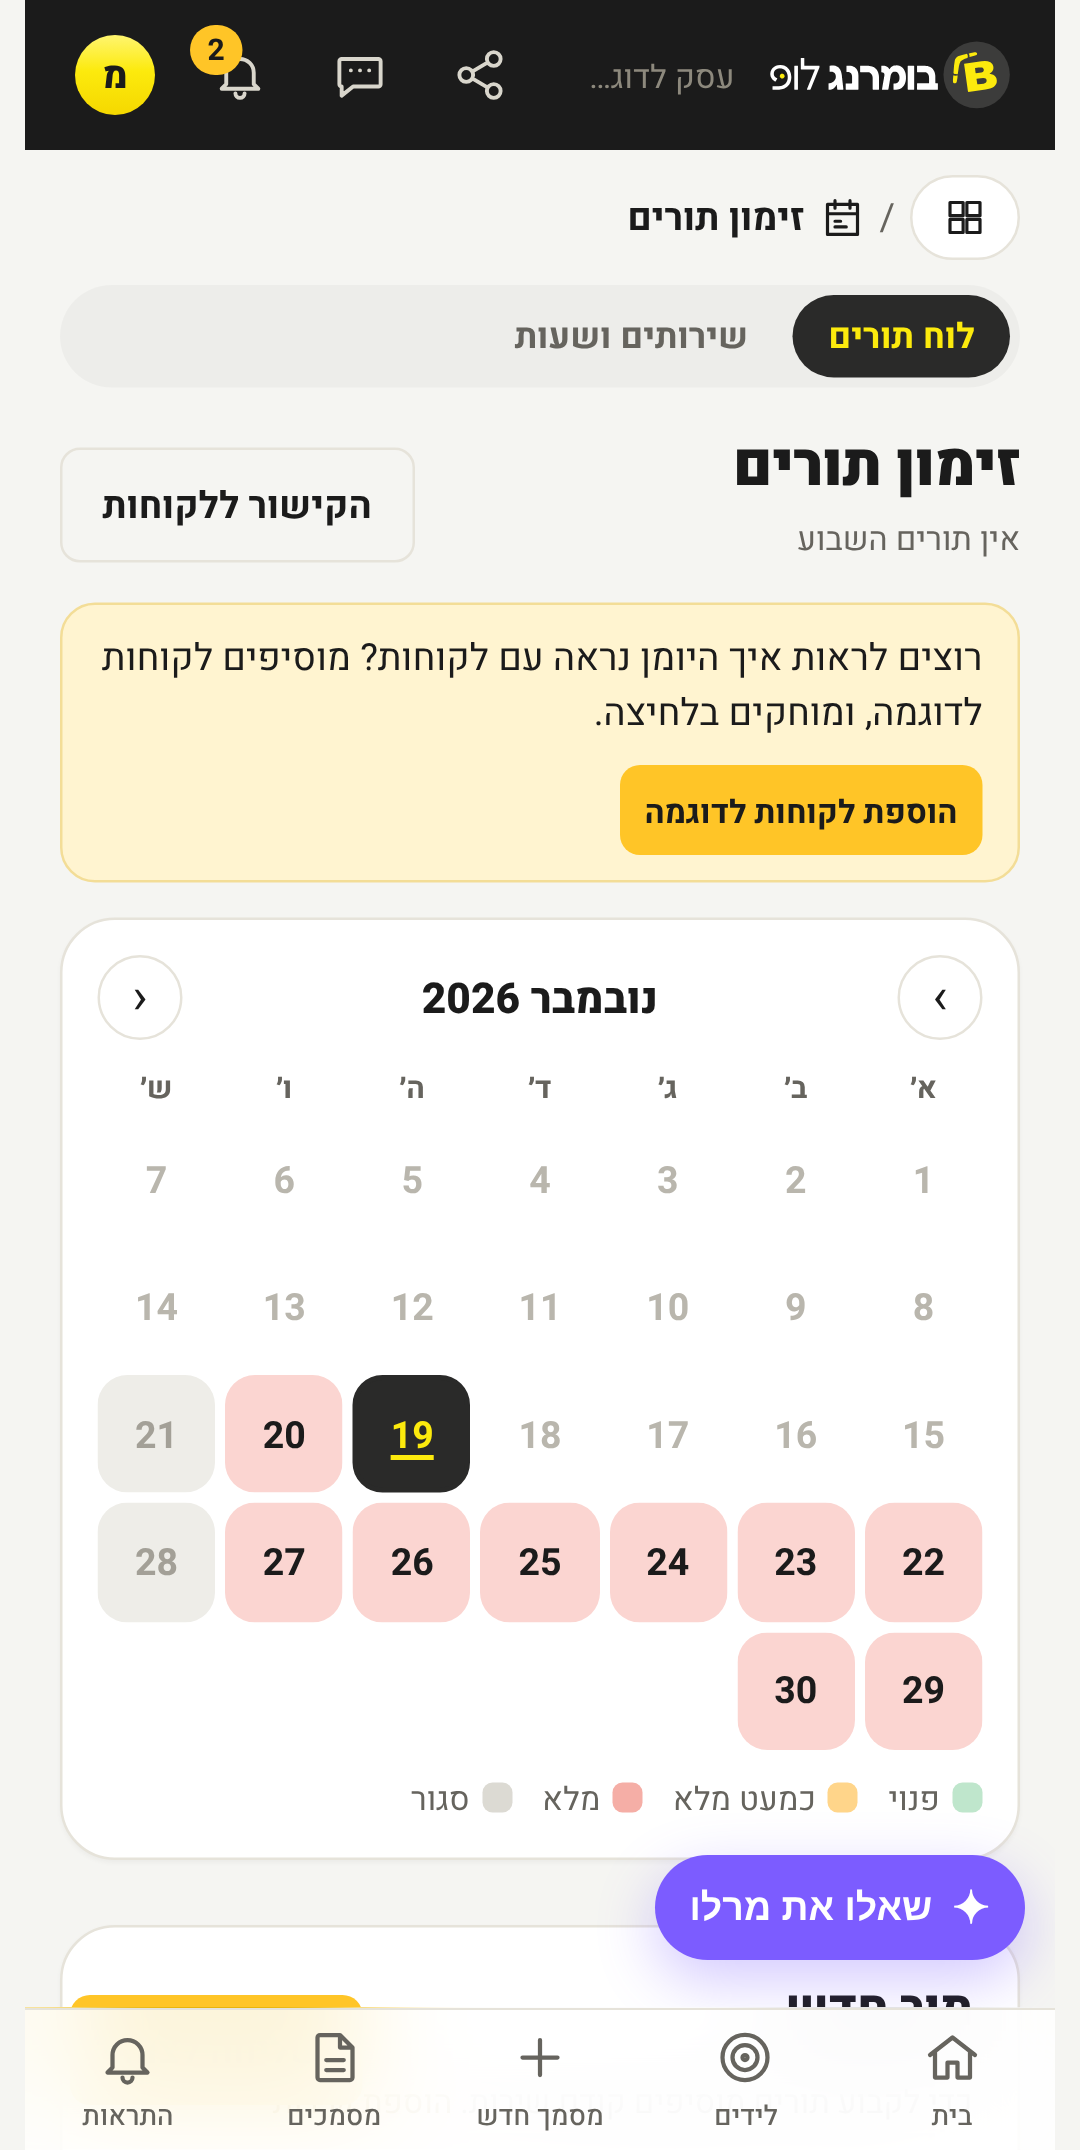 בומרנג לופ עסק לדוג... 2 מ
/ זימון תורים
לוח תורים שירותים ושעות
זימון תורים
הקישור ללקוחות
אין תורים השבוע
רוצים לראות איך היומן נראה עם לקוחות? מוסיפים לקוחות
לדוגמה, ומוחקים בלחיצה.
הוספת לקוחות לדוגמה
נובמבר 2026
א׳ ב׳ ג׳ ד׳ ה׳ ו׳ ש׳
1 2 3 4 5 6 7
8 9 10 11 12 13 14
15 16 17 18 19 20 21
22 23 24 25 26 27 28
29 30
פנוי כמעט מלא מלא סגור
שאלו את מרלו
תור חדש
בית לידים מסמך חדש מסמכים התראות